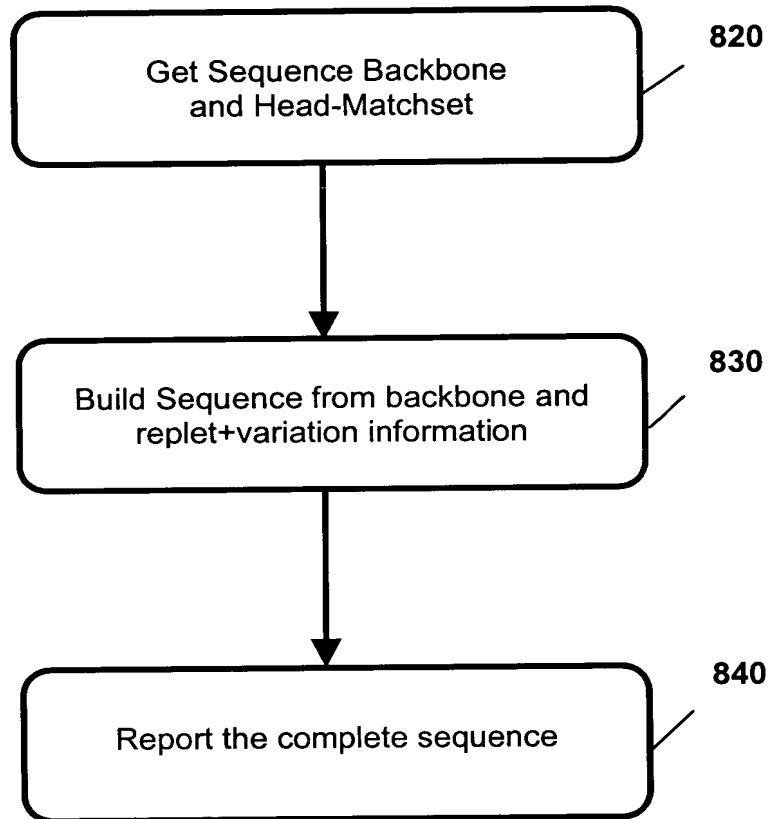 820
Get Sequence Backbone
and Head-Matchset
830
Build Sequence from backbone and
replet+variation information
840
Report the complete sequence